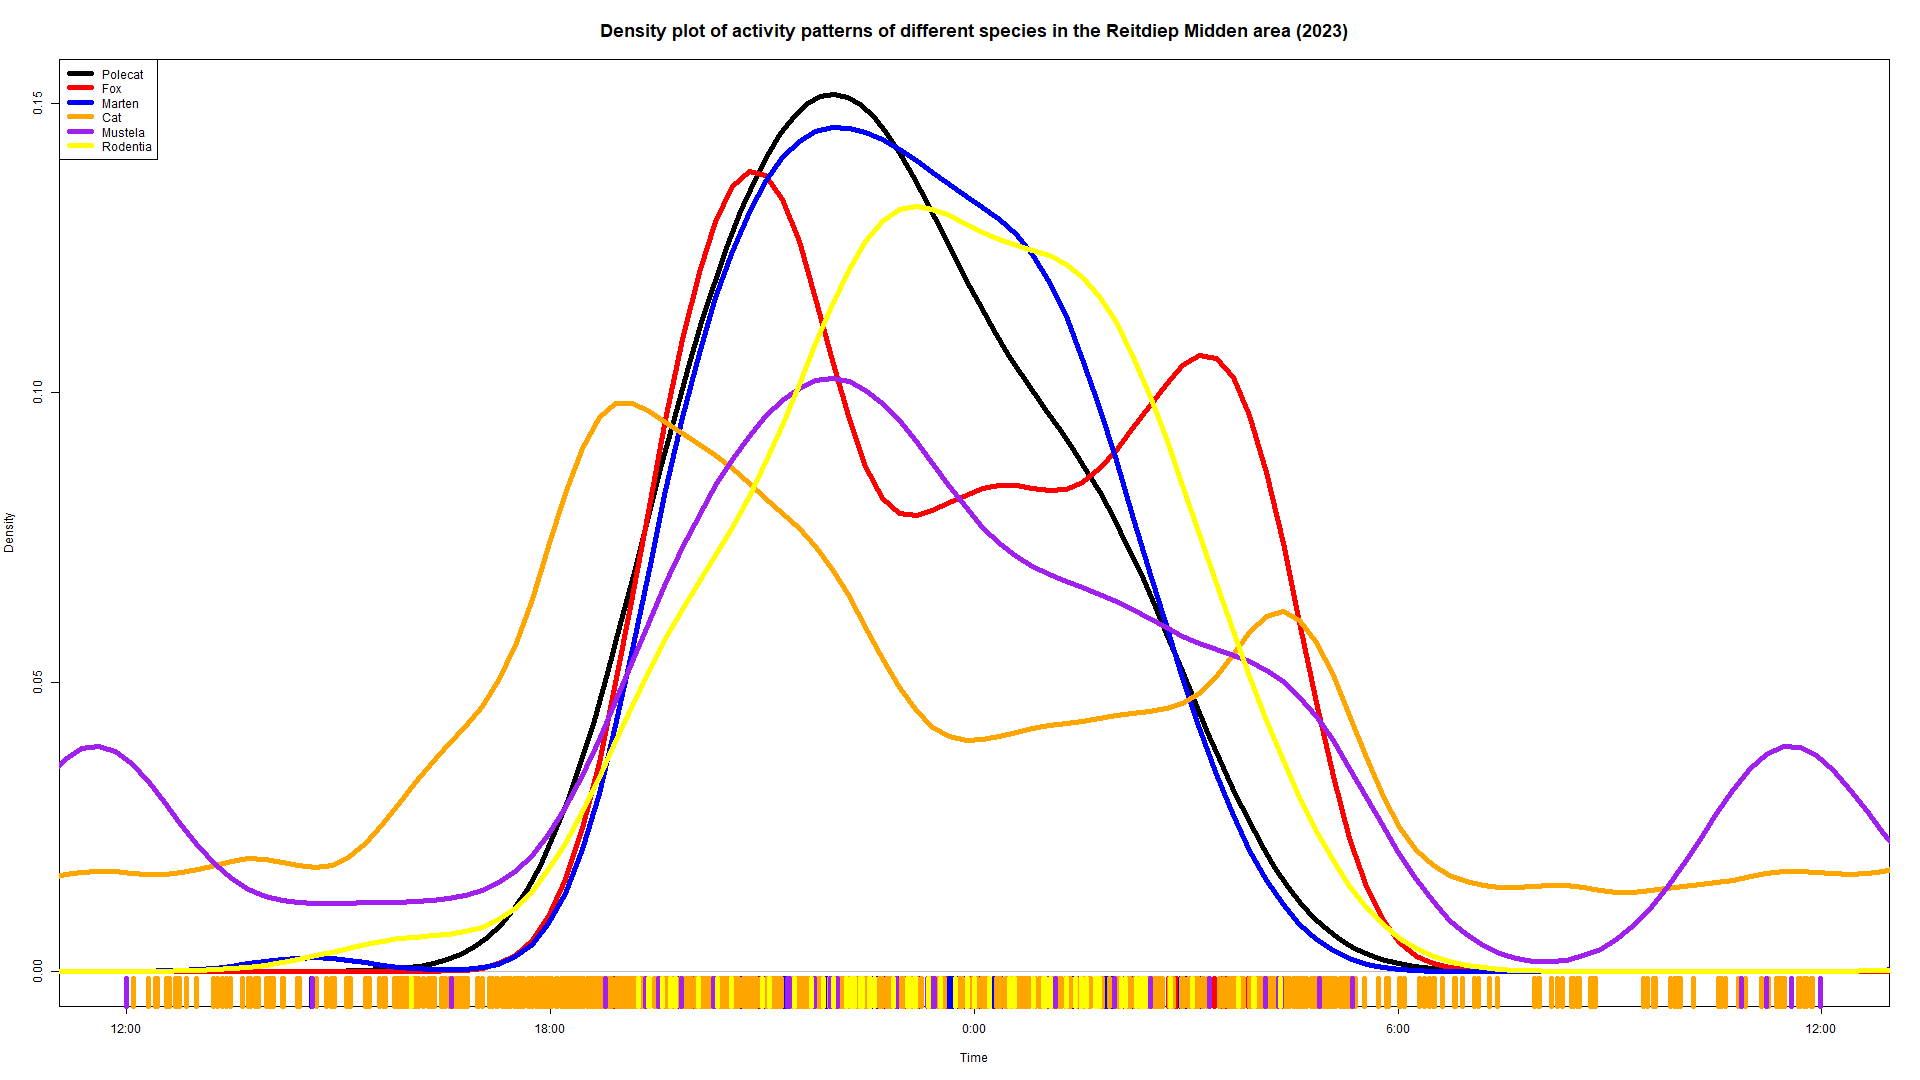 Density plot of activity patterns of different species in the Reitdiep Midden area (2023)
Polecat
Fox
Marten
Cat
Mustela
Rodentia
0.15
0.10
0.05
0.00
Density
12:00 18:00 0:00 6:00 12:00
Time